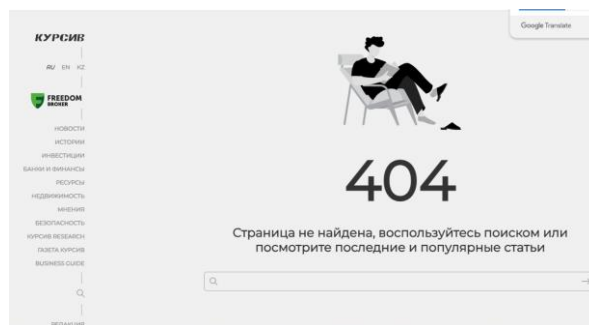 КУРСИВ
RU EN KZ
FREEDOM
BROKER
НОВОСТИ
ИСТОРИИ
ИНВЕСТИЦИИ
БАНКИ И ФИНАНСЫ
РЕСУРСЫ
НЕДВИЖИМОСТЬ
МНЕНИЯ
БЕЗОПАСНОСТЬ
КУРСИВ RESEARCH
ГАЗЕТА КУРСИВ
BUSINESS GUIDE
РЕДАКЦИЯ
Google Translate
404
Страница не найдена, воспользуйтесь поиском или
посмотрите последние и популярные статьи